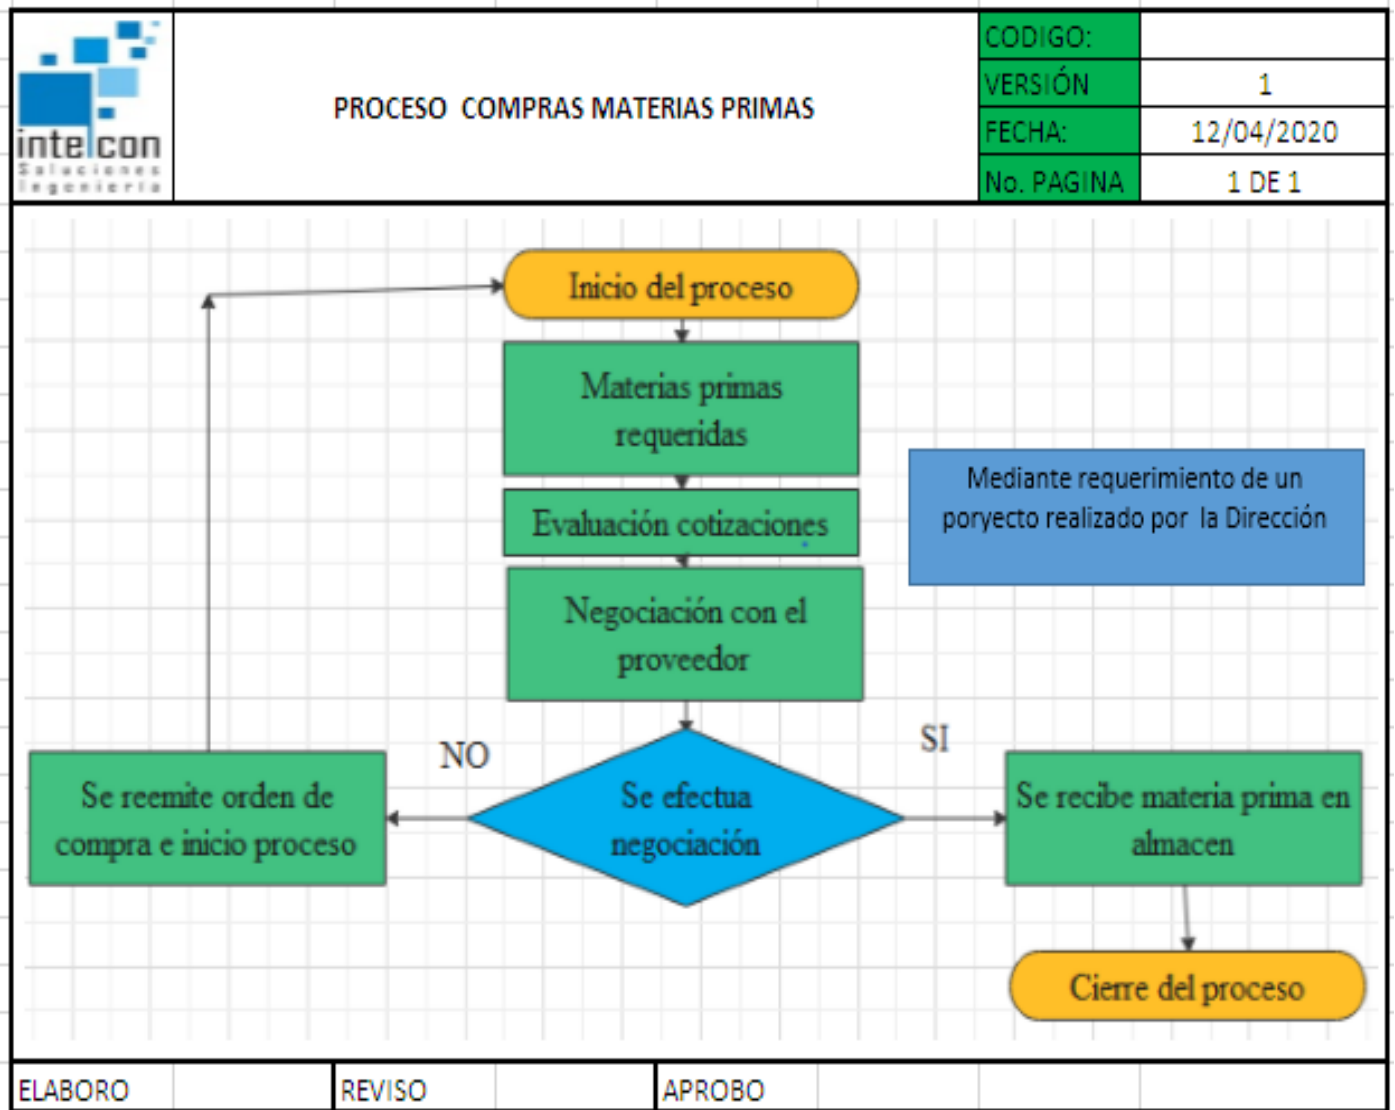 intelcon
Soluciones
Ingeniería
PROCESO COMPRAS MATERIAS PRIMAS
CODIGO:
VERSIÓN 1
FECHA: 12/04/2020
No. PAGINA 1 DE 1
Inicio del proceso
Materias primas
requeridas
Mediante requerimiento de un
poryecto realizado por la Dirección
Evaluación cotizaciones
Negociación con el
proveedor
NO
SI
Se reemite orden de
compra e inicio proceso
Se efectua
negociación
Se recibe materia prima en
almacen
Cierre del proceso
ELABORO
REVISO
APROBO